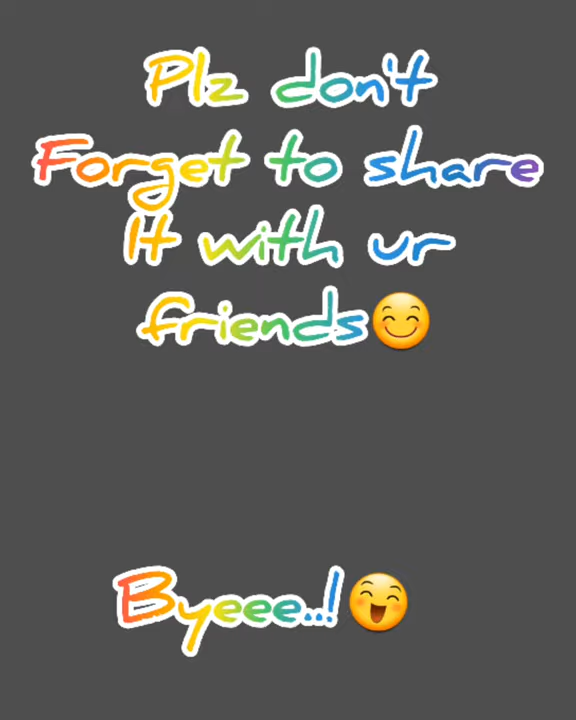 Plz don't
Forget to share
It with ur
friends😊
Byeee..!😄